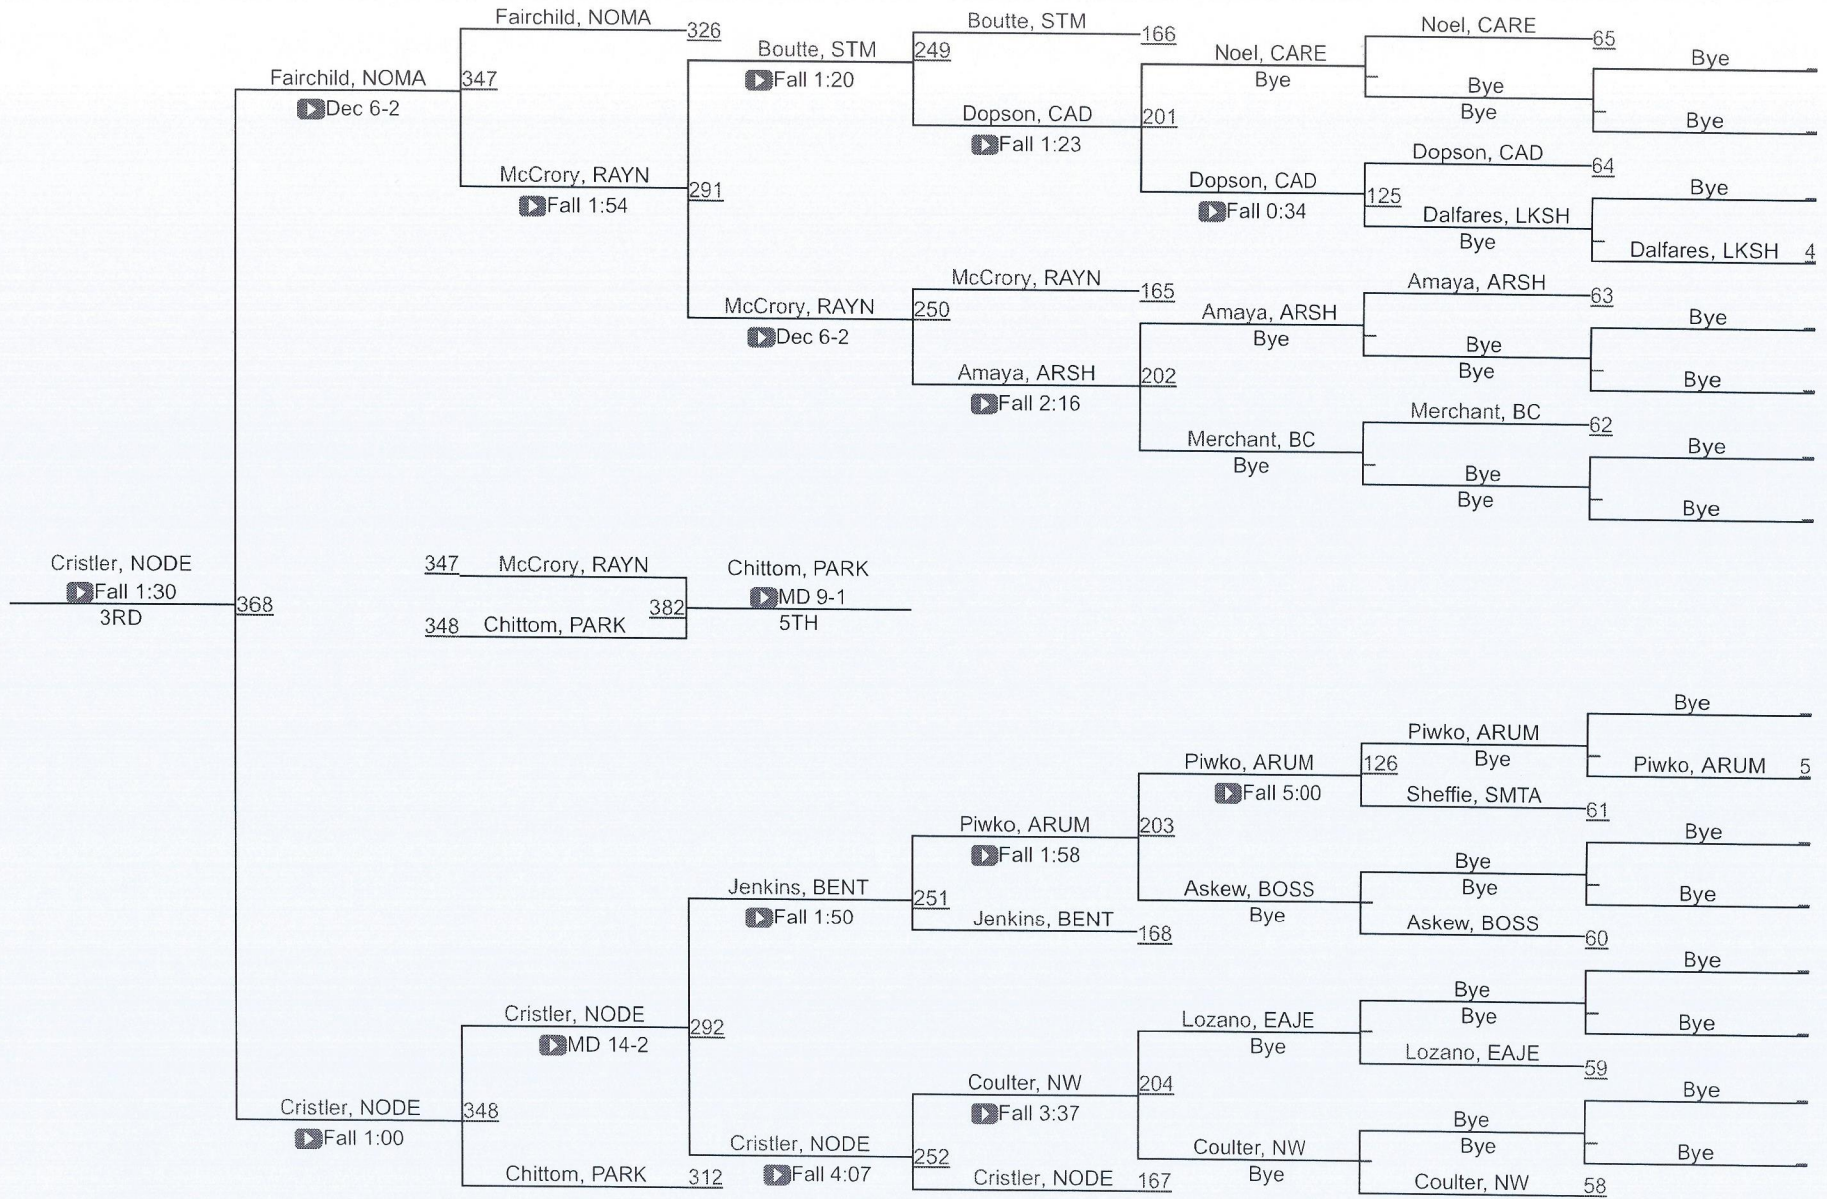 Fairchild, NOMA
326
Boutte, STM
166
Noel, CARE
65
Bye
Boutte, STM
249
Noel, CARE
Bye
Fall 1:20
Bye
Bye
Fairchild, NOMA
347
Dec 6-2
Dopson, CAD
201
Fall 1:23
Bye
Dopson, CAD
64
McCrory, RAYN
291
Fall 1:54
Dopson, CAD
125
Fall 0:34
Bye
Dalfares, LKSH
Bye
Dalfares, LKSH 4
McCrory, RAYN
165
Amaya, ARSH
63
McCrory, RAYN
250
Dec 6-2
Amaya, ARSH
Bye
Bye
Bye
Bye
Amaya, ARSH
202
Fall 2:16
Bye
Merchant, BC
62
Merchant, BC
Bye
Bye
Bye
Bye
Bye
Cristler, NODE
Fall 1:30
368
3RD
347 McCrory, RAYN
348 Chittom, PARK
382
Chittom, PARK
MD 9-1
5TH
Bye
Piwko, ARUM
Bye
Piwko, ARUM
126
Fall 5:00
Piwko, ARUM 5
Sheffie, SMTA
61
Piwko, ARUM
203
Fall 1:58
Bye
Bye
Bye
Jenkins, BENT
251
Fall 1:50
Askew, BOSS
Bye
Bye
Jenkins, BENT
168
Askew, BOSS
60
Bye
Bye
Bye
Cristler, NODE
292
MD 14-2
Lozano, EAJE
Bye
Bye
Lozano, EAJE
59
Coulter, NW
204
Fall 3:37
Bye
Cristler, NODE
348
Fall 1:00
Bye
Bye
Cristler, NODE
252
Fall 4:07
Coulter, NW
Bye
Bye
Chittom, PARK
312
Cristler, NODE
167
Coulter, NW
58